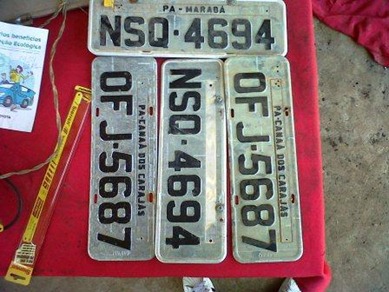 PA-MARABÁ
NSQ·4694
PA-CANAÃ DOS CARAJÁS
OFJ·5687
NSQ·4694
PA-CANAÃ DOS CARAJÁS
OFJ·5687